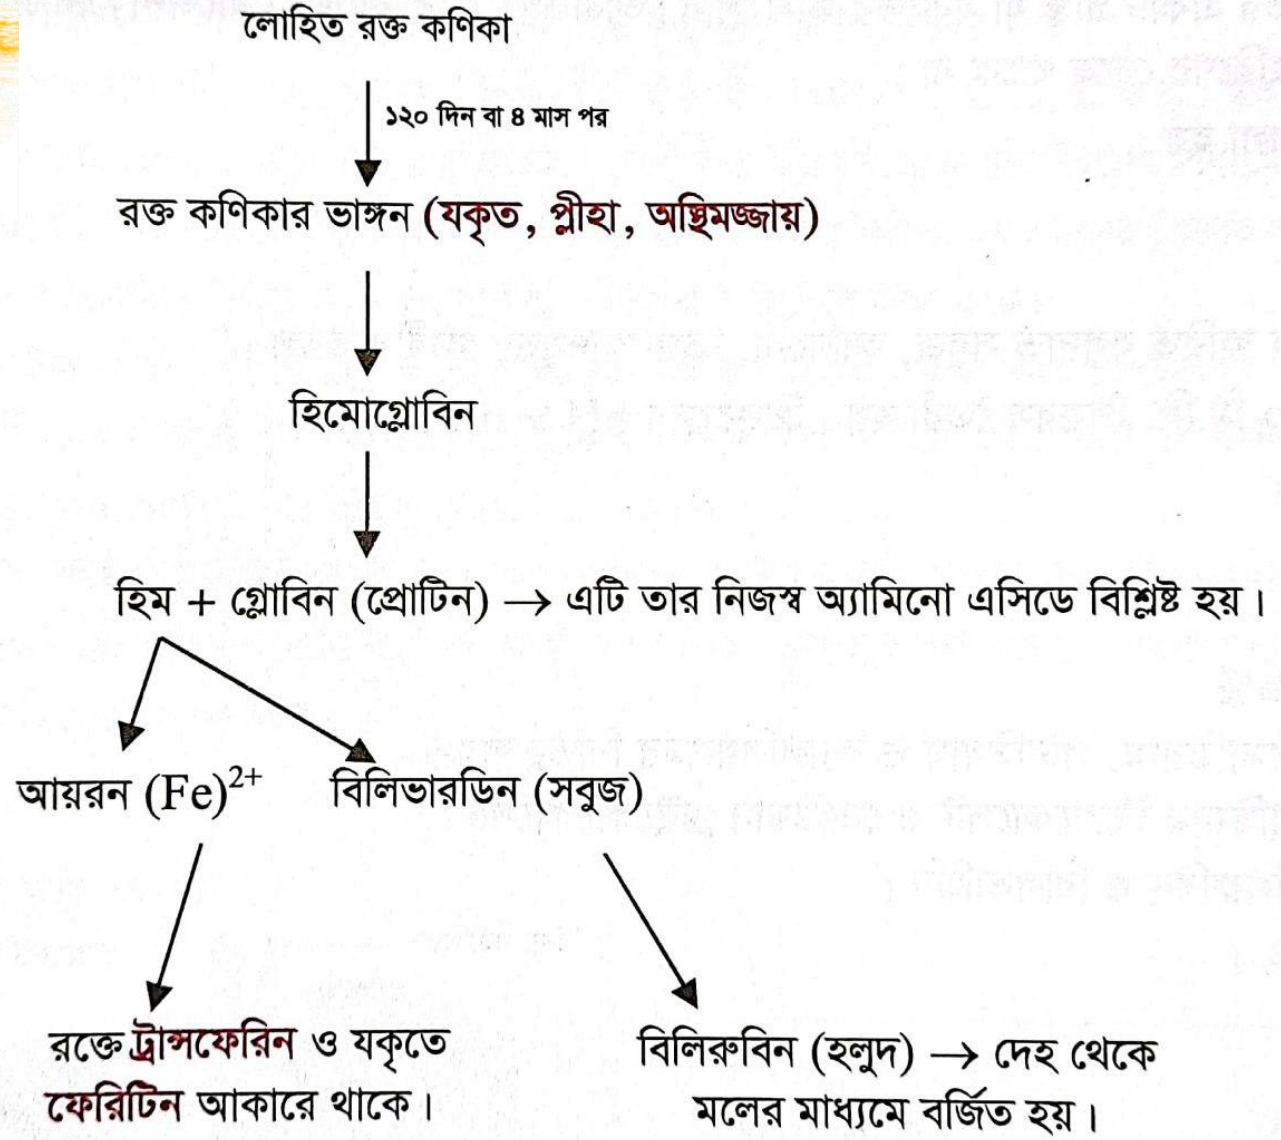 লোহিত রক্ত কণিকা
১২০ দিন বা ৪ মাস পর
রক্ত কণিকার ভাঙ্গন (যকৃত, প্লীহা, অস্থিমজ্জায়)
হিমোগ্লোবিন
হিম + গ্লোবিন (প্রোটিন) → এটি তার নিজস্ব অ্যামিনো এসিডে বিশ্লিষ্ট হয়।
আয়রন (Fe)²⁺ বিলিভারডিন (সবুজ)
রক্তে ট্রান্সফেরিন ও যকৃতে
ফেরিটিন আকারে থাকে।
বিলিরুবিন (হলুদ) → দেহ থেকে
মলের মাধ্যমে বর্জিত হয়।